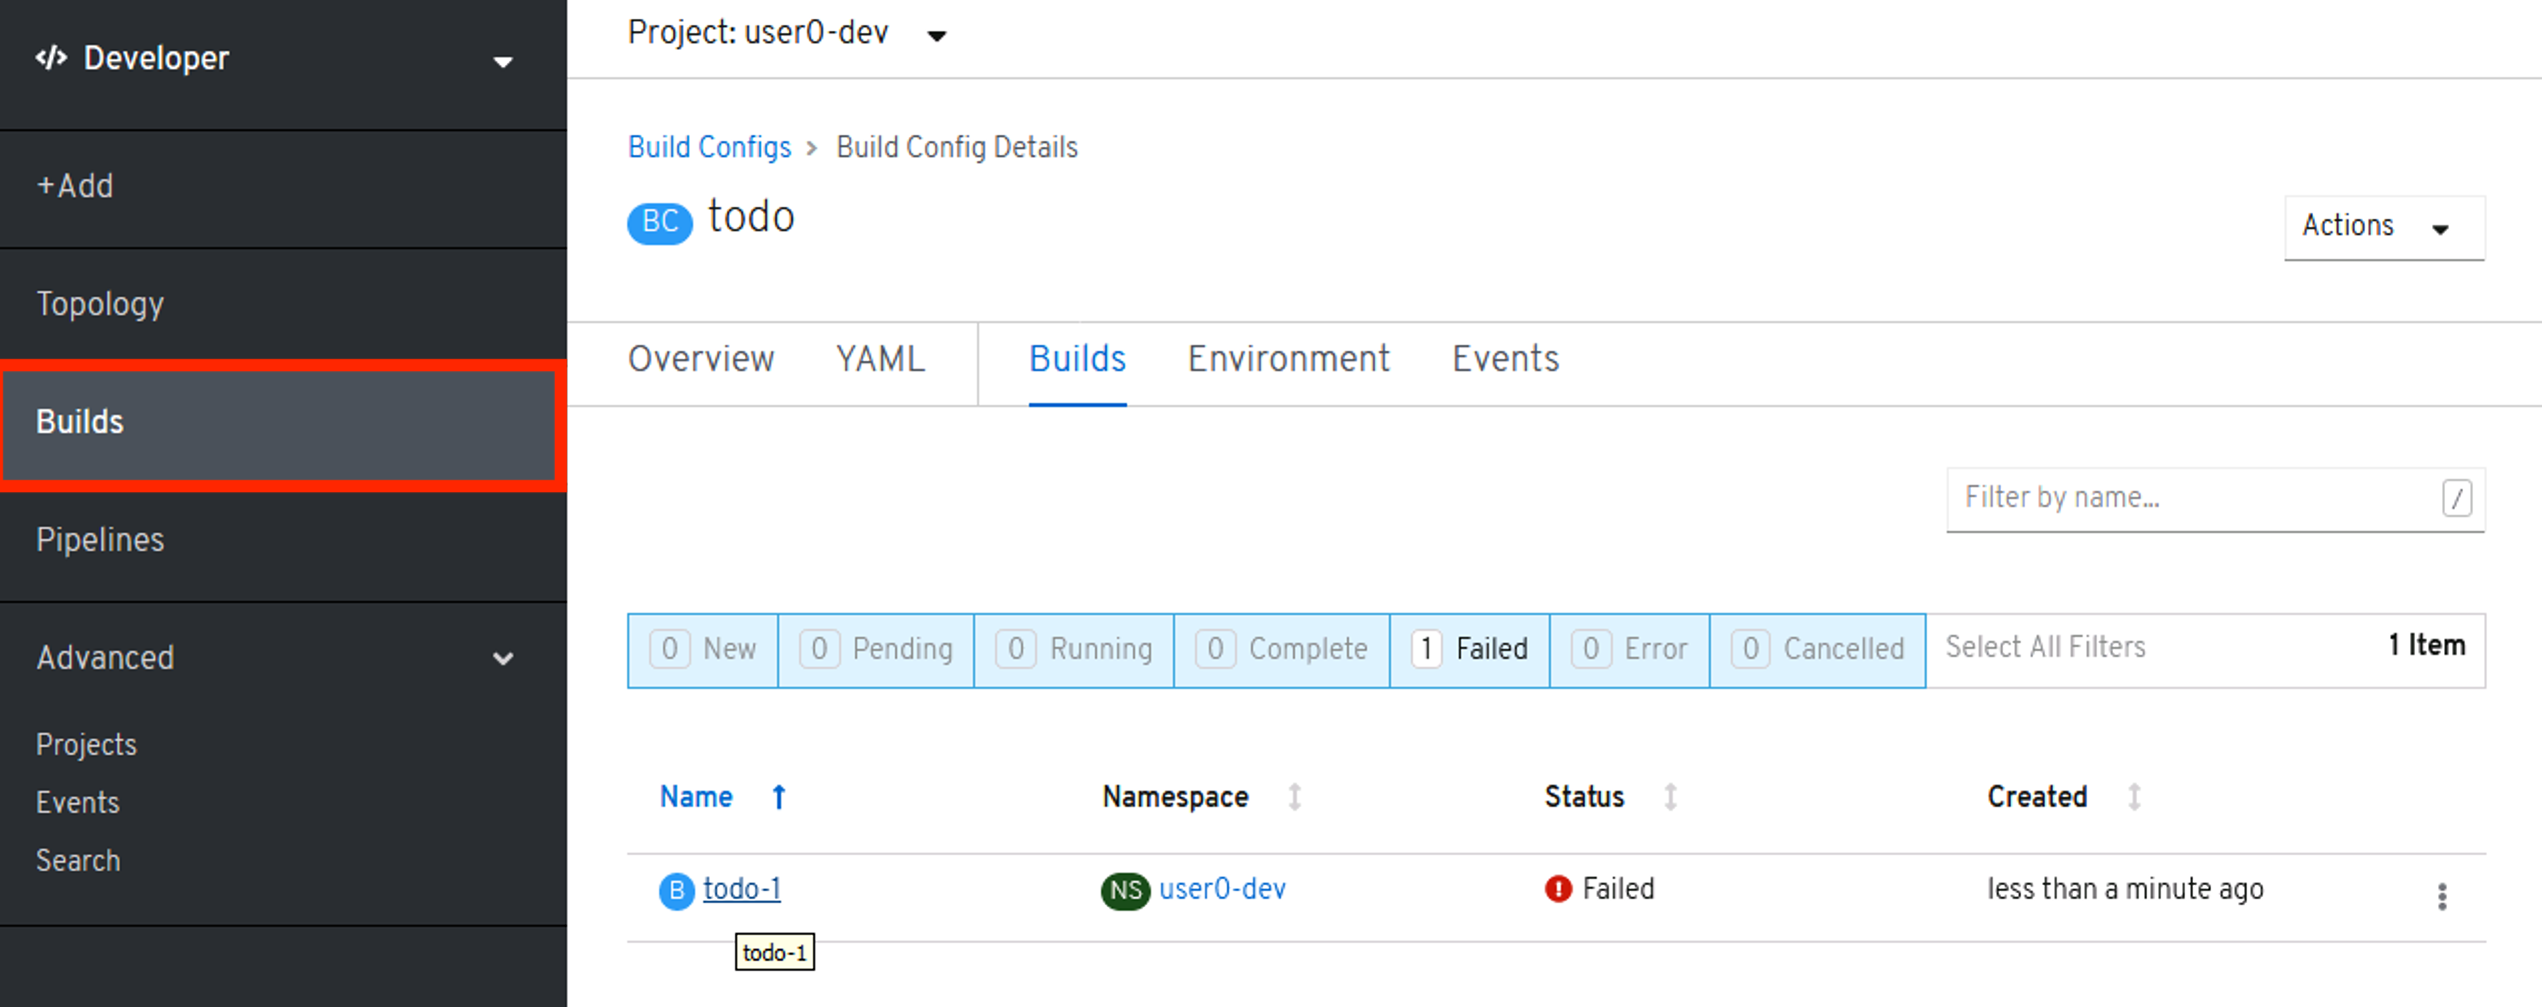 </> Developer
+Add
Topology
Builds
Pipelines
Advanced
Projects
Events
Search
Project: user0-dev
Build Configs > Build Config Details
BC todo
Actions
Overview YAML Builds Environment Events
Filter by name... /
0 New 0 Pending 0 Running 0 Complete 1 Failed 0 Error 0 Cancelled Select All Filters 1 Item
Name Namespace Status Created
B todo-1 NS user0-dev Failed less than a minute ago
todo-1